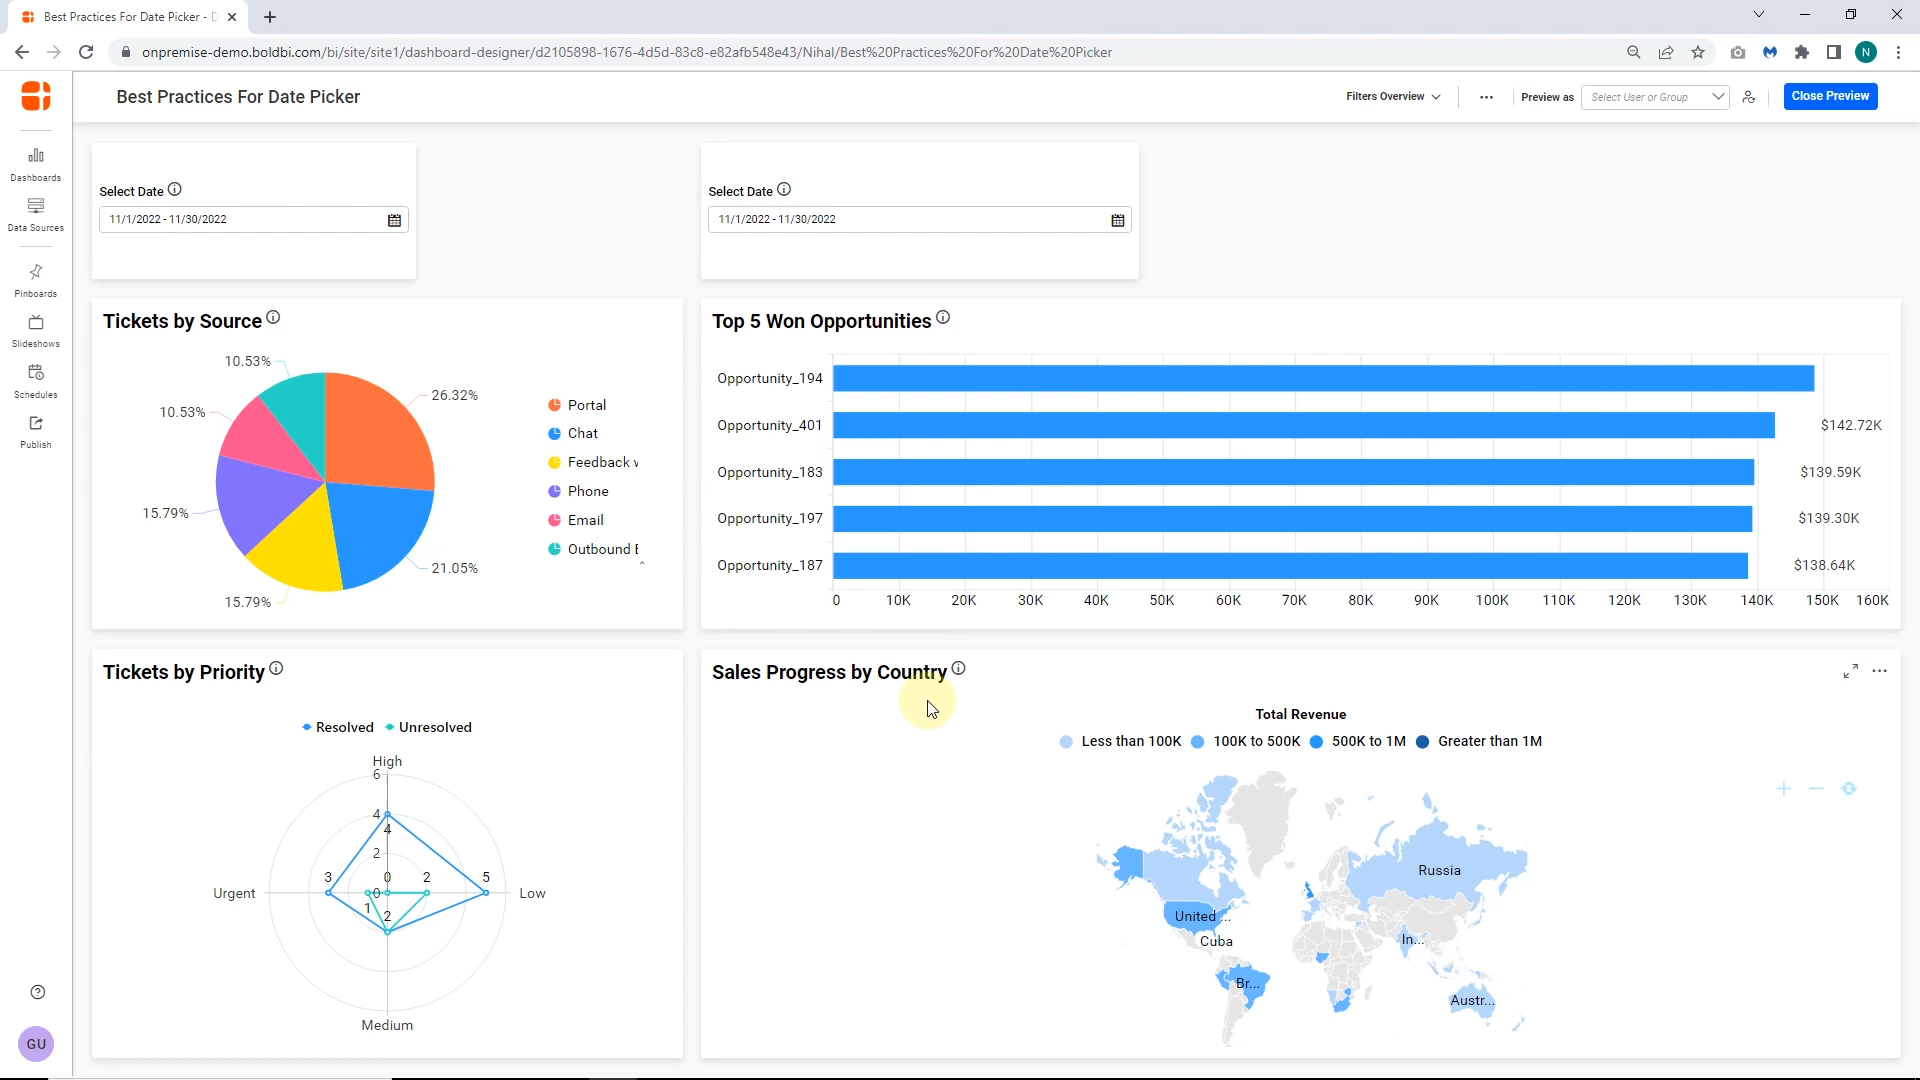 Best Practices For Date Picker - D
onpremise-demo.boldbi.com/bi/site/site1/dashboard-designer/d2105898-1676-4d5d-83c8-e82afb548e43/Nihal/Best%20Practices%20For%20Date%20Picker
N
Best Practices For Date Picker
Filters Overview
Preview as
Select User or Group
Close Preview
Dashboards
Data Sources
Pinboards
Slideshows
Schedules
Publish
GU
Select Date
11/1/2022 - 11/30/2022
Select Date
11/1/2022 - 11/30/2022
Tickets by Source
10.53%
26.32%
10.53%
15.79%
21.05%
15.79%
Portal
Chat
Feedback w
Phone
Email
Outbound E
Top 5 Won Opportunities
Opportunity_194
Opportunity_401 $142.72K
Opportunity_183 $139.59K
Opportunity_197 $139.30K
Opportunity_187 $138.64K
0 10K 20K 30K 40K 50K 60K 70K 80K 90K 100K 110K 120K 130K 140K 150K 160K
Tickets by Priority
Resolved Unresolved
High
6
4
4
2
3 0 2 5
Urgent 0 Low
1
2
Medium
Sales Progress by Country
Total Revenue
Less than 100K 100K to 500K 500K to 1M Greater than 1M
Russia
United ...
In...
Cuba
Br...
Austr...